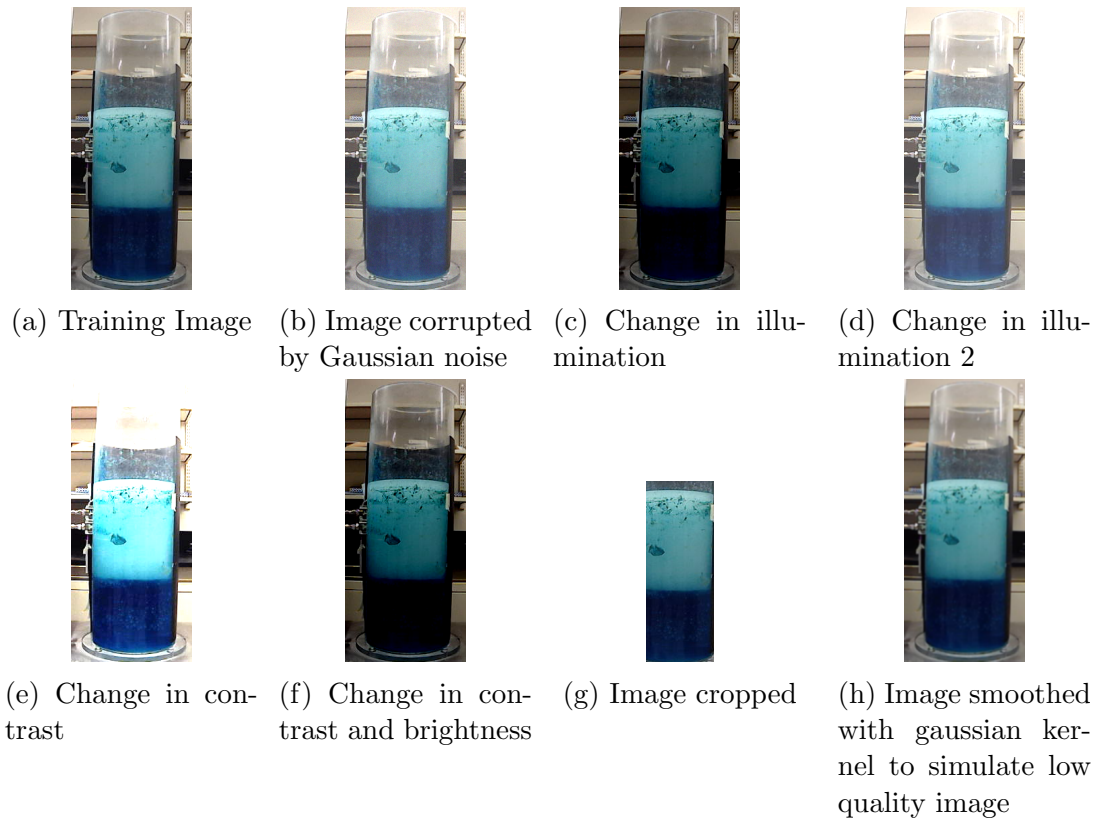 (a) Training Image
(b) Image corrupted
by Gaussian noise
(c) Change in illu-
mination
(d) Change in illu-
mination 2
(e) Change in con-
trast
(f) Change in con-
trast and brightness
(g) Image cropped
(h) Image smoothed
with gaussian ker-
nel to simulate low
quality image